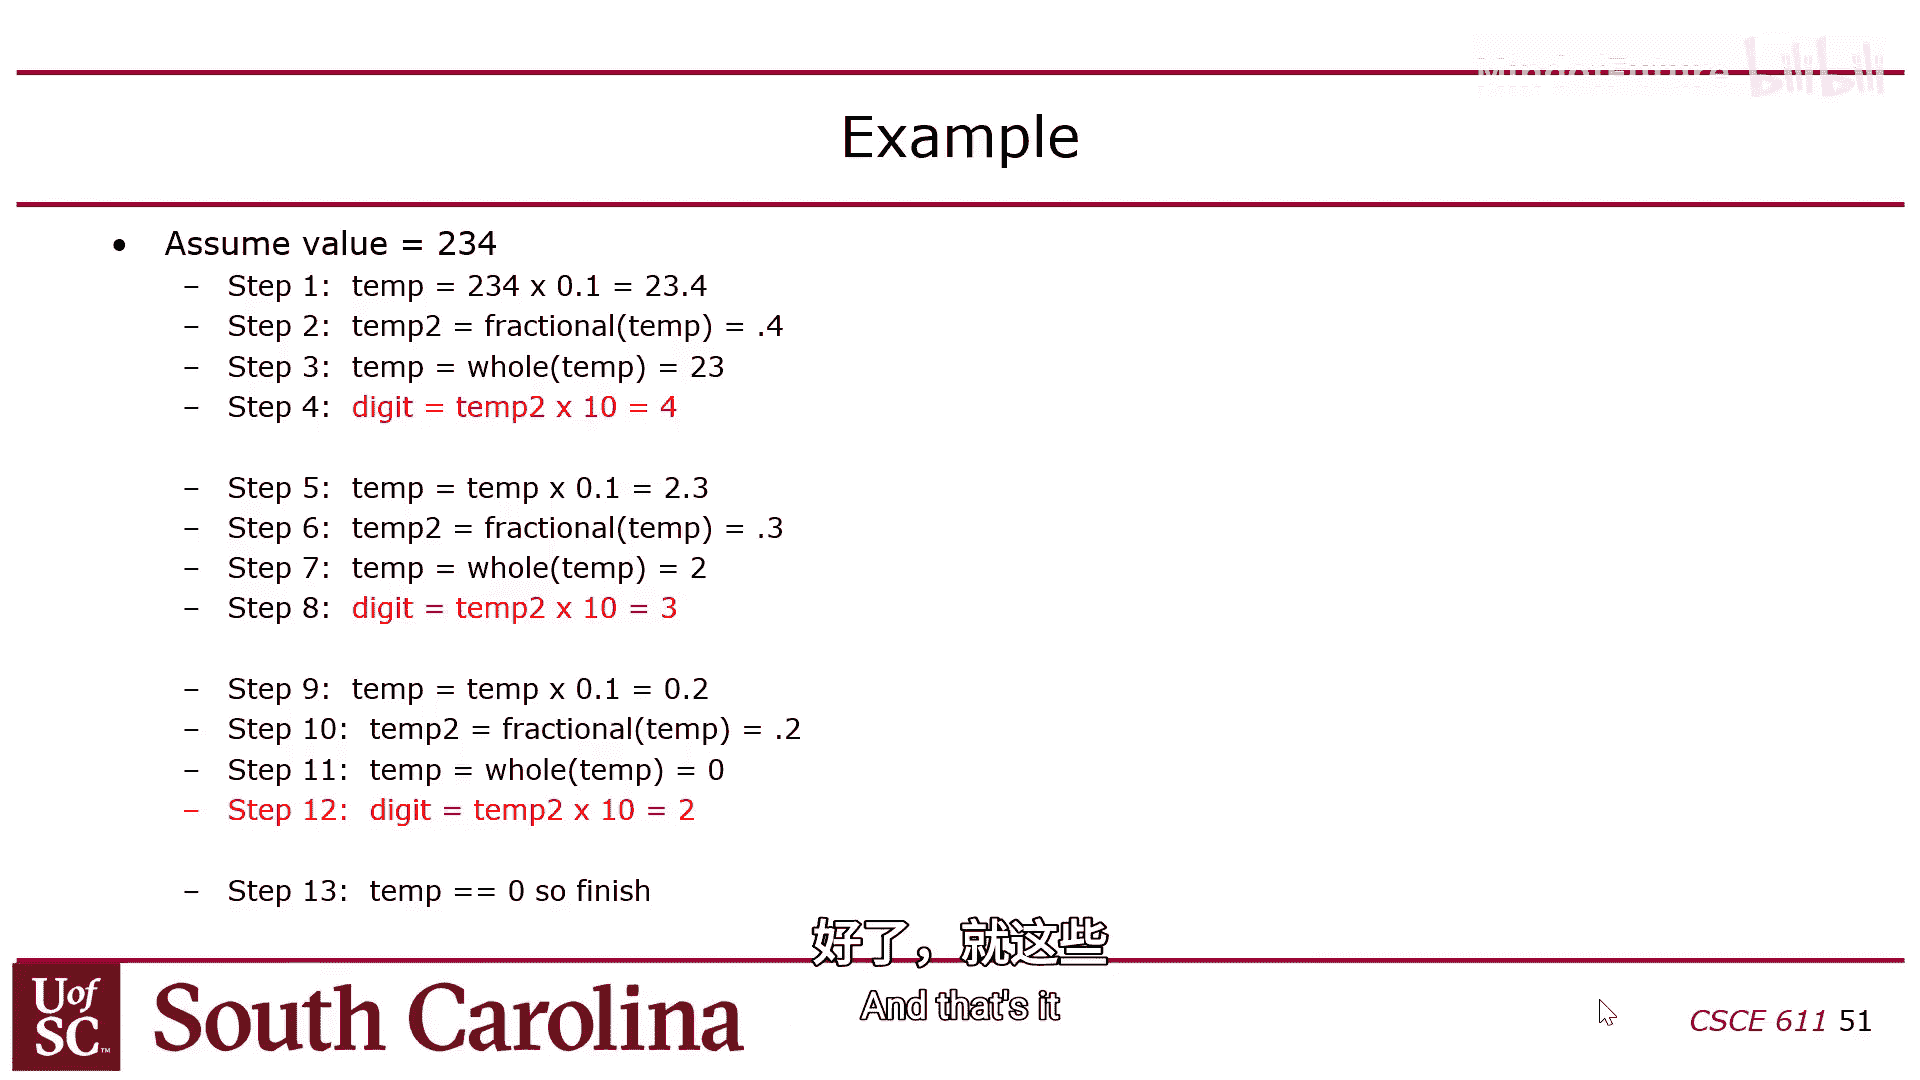 Example
• Assume value = 234
– Step 1: temp = 234 x 0.1 = 23.4
– Step 2: temp2 = fractional(temp) = .4
– Step 3: temp = whole(temp) = 23
– Step 4: digit = temp2 x 10 = 4
– Step 5: temp = temp x 0.1 = 2.3
– Step 6: temp2 = fractional(temp) = .3
– Step 7: temp = whole(temp) = 2
– Step 8: digit = temp2 x 10 = 3
– Step 9: temp = temp x 0.1 = 0.2
– Step 10: temp2 = fractional(temp) = .2
– Step 11: temp = whole(temp) = 0
– Step 12: digit = temp2 x 10 = 2
– Step 13: temp == 0 so finish
好了，就这些
And that's it
UofSC™
South Carolina
CSCE 611 51
bilibili